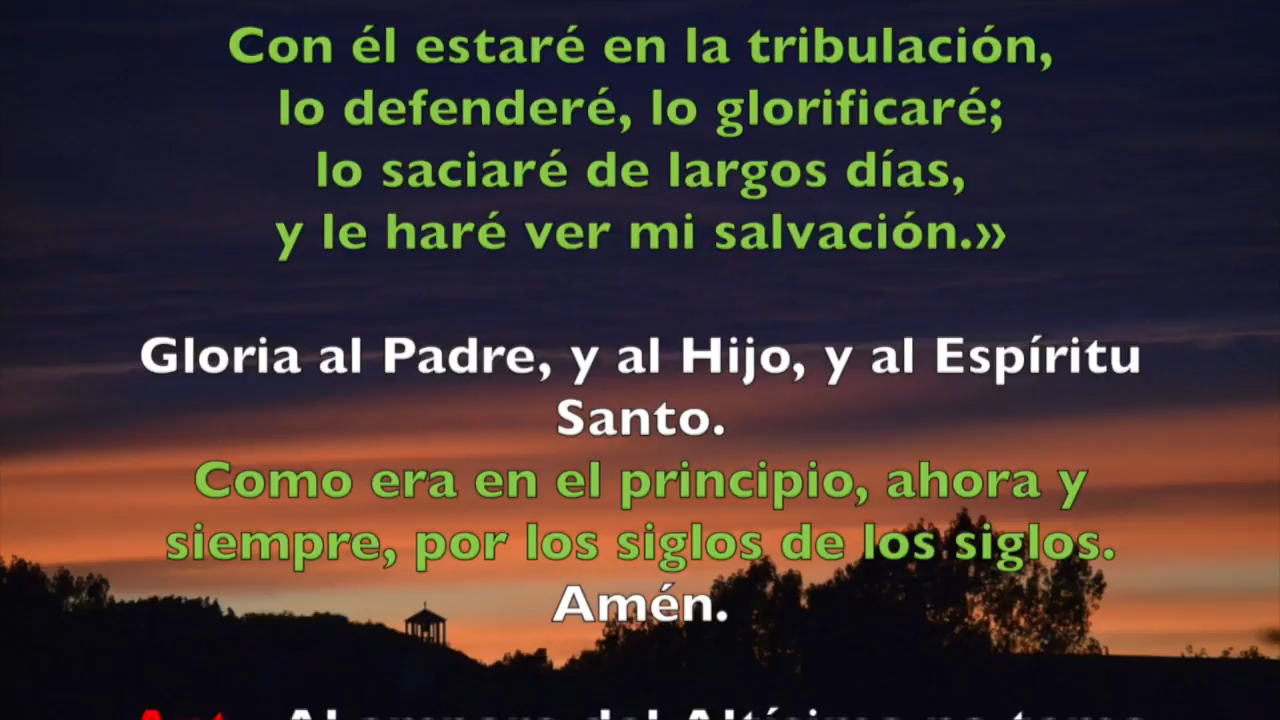 Con él estaré en la tribulación,
lo defenderé, lo glorificaré;
lo saciaré de largos días,
y le haré ver mi salvación.»
Gloria al Padre, y al Hijo, y al Espíritu
Santo.
Como era en el principio, ahora y
siempre, por los siglos de los siglos.
Amén.